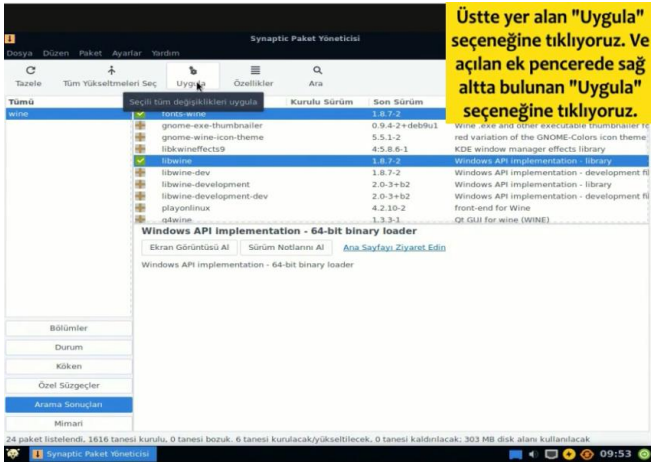 Üstte yer alan "Uygula"
seçeneğine tıklıyoruz. Ve
açılan ek pencerede sağ
altta bulunan "Uygula"
seçeneğine tıklıyoruz.
Synaptic Paket Yöneticisi
Dosya Düzen Paket Ayarlar Yardım
Tazele Tüm Yükseltmeleri Seç Uygula Özellikler Ara
Tümü Seçili tüm değişiklikleri uygula Kurulu Sürüm Son Sürüm
wine fonts-wine 1.8.7-2
gnome-exe-thumbnailer 0.9.4-2+deb9u1 Wine .exe and other executable thumbnailer fo
gnome-wine-icon-theme 5.5.1-2 red variation of the GNOME-Colors icon theme
libkwineffects9 4:5.8.6-1 KDE window manager effects library
libwine 1.8.7-2 Windows API implementation - library
libwine-dev 1.8.7-2 Windows API implementation - development fil
libwine-development 2.0-3+b2 Windows API implementation - library
libwine-development-dev 2.0-3+b2 Windows API implementation - development fil
playonlinux 4.2.10-2 front-end for Wine
q4wine 1.3.3-1 Qt GUI for wine (WINE)
Windows API implementation - 64-bit binary loader
Ekran Görüntüsü Al Sürüm Notlarını Al Ana Sayfayı Ziyaret Edin
Windows API implementation - 64-bit binary loader
Bölümler
Durum
Köken
Özel Süzgeçler
Arama Sonuçları
Mimari
24 paket listelendi, 1616 tanesi kurulu, 0 tanesi bozuk. 6 tanesi kurulacak/yükseltilecek, 0 tanesi kaldırılacak; 303 MB disk alanı kullanılacak
Synaptic Paket Yöneticisi 09:53